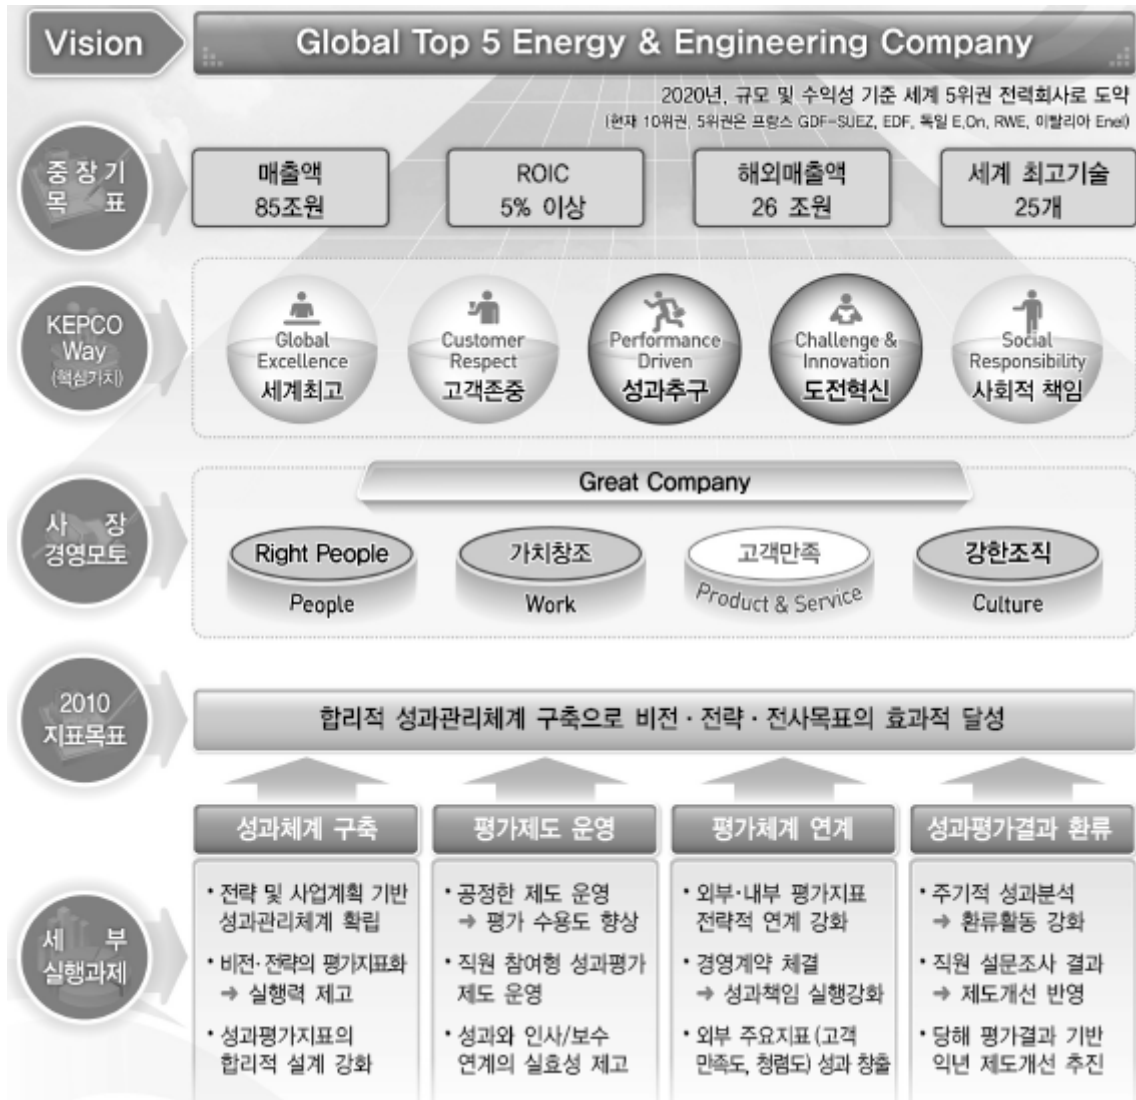 Vision
Global Top 5 Energy & Engineering Company
2020년, 규모 및 수익성 기준 세계 5위권 전력회사로 도약
(현재 10위권, 5위권은 프랑스 GDF-SUEZ, EDF, 독일 E.On, RWE, 이탈리아 Enel)
중장기
목 표
매출액
85조원
ROIC
5% 이상
해외매출액
26 조원
세계 최고기술
25개
KEPCO
Way
(핵심가치)
Global
Excellence
세계최고
Customer
Respect
고객존중
Performance
Driven
성과추구
Challenge &
Innovation
도전혁신
Social
Responsibility
사회적 책임
사 장
경영모토
Great Company
Right People
People
가치창조
Work
고객만족
Product & Service
강한조직
Culture
2010
지표목표
합리적 성과관리체계 구축으로 비전·전략·전사목표의 효과적 달성
세 부
실행과제
성과체계 구축
• 전략 및 사업계획 기반
성과관리체계 확립
• 비전·전략의 평가지표화
→ 실행력 제고
• 성과평가지표의
합리적 설계 강화
평가제도 운영
• 공정한 제도 운영
→ 평가 수용도 향상
• 직원 참여형 성과평가
제도 운영
• 성과와 인사/보수
연계의 실효성 제고
평가체계 연계
• 외부·내부 평가지표
전략적 연계 강화
• 경영계약 체결
→ 성과책임 실행강화
• 외부 주요지표 (고객
만족도, 청렴도) 성과 창출
성과평가결과 환류
• 주기적 성과분석
→ 환류활동 강화
• 직원 설문조사 결과
→ 제도개선 반영
• 당해 평가결과 기반
익년 제도개선 추진